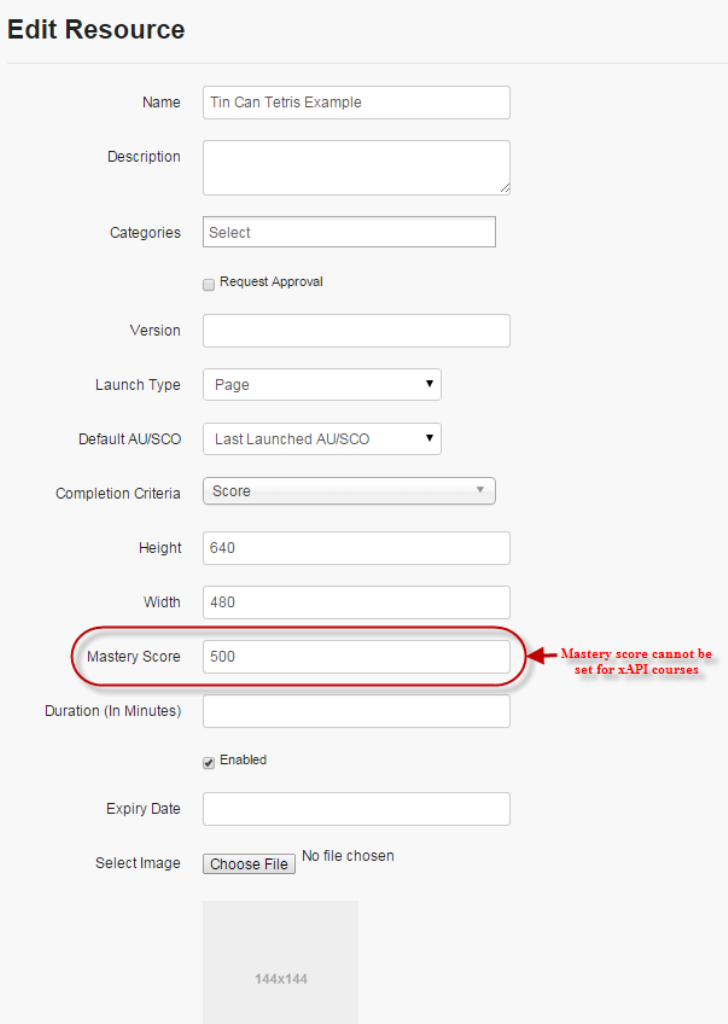 Edit Resource
Name
Tin Can Tetris Example
Description
Categories
Select
Request Approval
Version
Launch Type
Page
Default AU/SCO
Last Launched AU/SCO
Completion Criteria
Score
Height
640
Width
480
Mastery Score
500
Mastery score cannot be
set for xAPI courses
Duration (In Minutes)
Enabled
Expiry Date
Select Image
Choose File
No file chosen
144x144